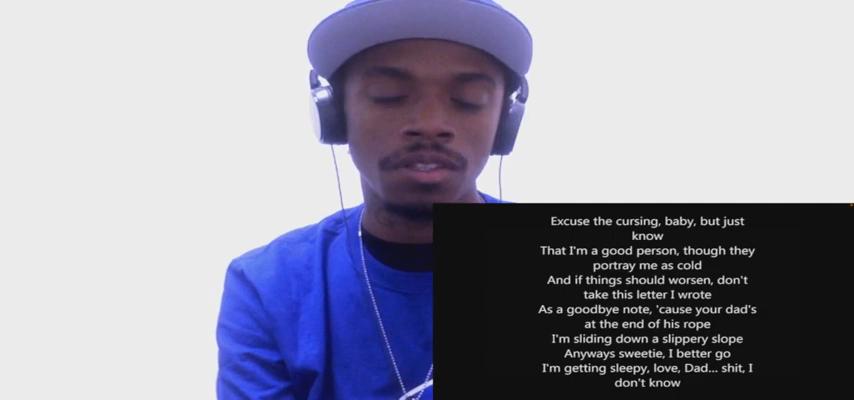 Excuse the cursing, baby, but just
know
That I'm a good person, though they
portray me as cold
And if things should worsen, don't
take this letter I wrote
As a goodbye note, 'cause your dad's
at the end of his rope
I'm sliding down a slippery slope
Anyways sweetie, I better go
I'm getting sleepy, love, Dad... shit, I
don't know